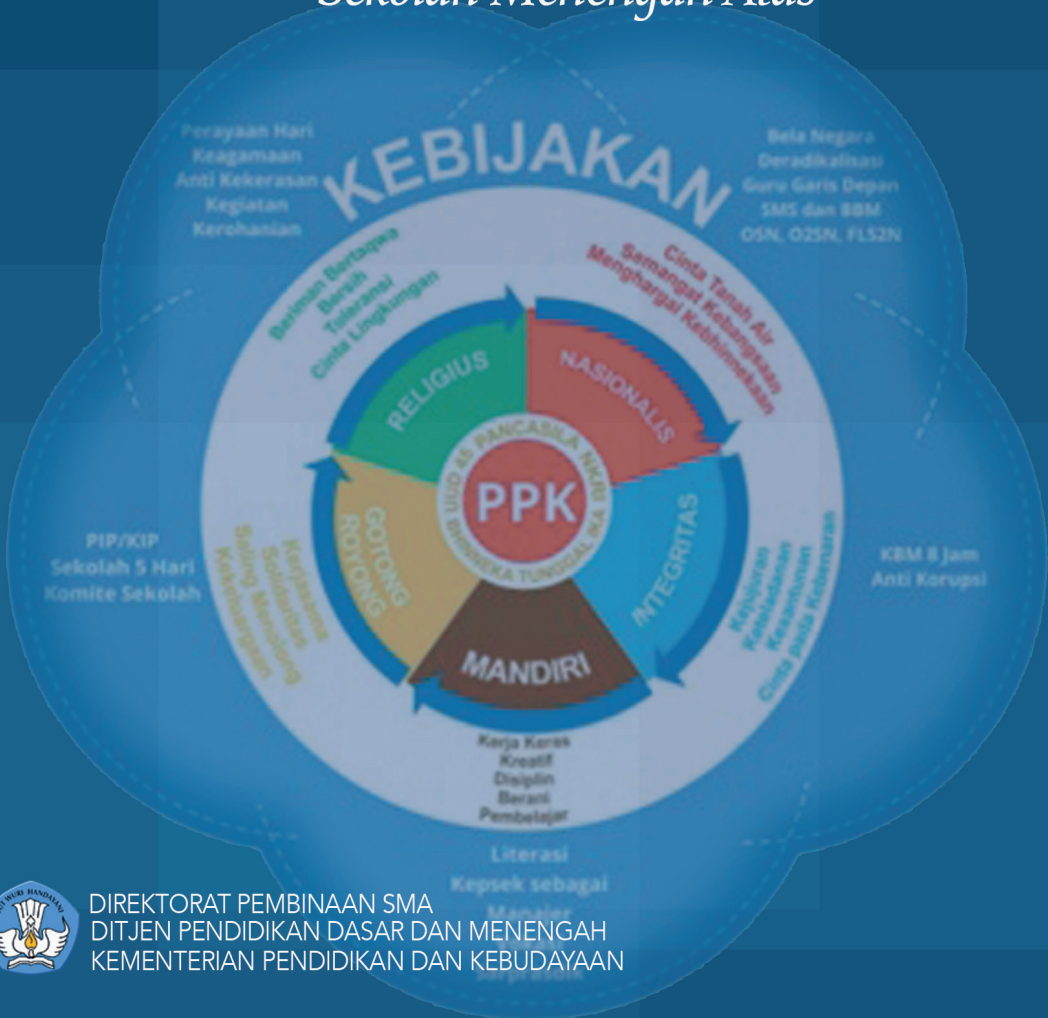 Sekolah Menengah Atas
KEBIJAKAN
Perayaan Hari
Keagamaan
Anti Kekerasan
Kegiatan
Kerohanian
Bela Negara
Deradikalisasi
Guru Garis Depan
SMS dan BBM
OSN, O2SN, FLS2N
Beriman Bertaqwa
Bersih
Toleransi
Cinta Lingkungan
Cinta Tanah Air
Semangat Kebangsaan
Menghargai Kebhinnekaan
RELIGIUS
NASIONALIS
INTEGRITAS
MANDIRI
GOTONG
ROYONG
PPK
UUD 45 PANCASILA NKRI
BHINEKA TUNGGAL IKA
PIP/KIP
Sekolah 5 Hari
Komite Sekolah
Kerjasama
Solidaritas
Saling Menolong
Kekeluargaan
Kejujuran
Keteladanan
Kesantunan
Cinta pada Kebenaran
KBM 8 Jam
Anti Korupsi
Kerja Keras
Kreatif
Disiplin
Berani
Pembelajar
Literasi
Kepsek sebagai
Manajer
DIREKTORAT PEMBINAAN SMA
DITJEN PENDIDIKAN DASAR DAN MENENGAH
KEMENTERIAN PENDIDIKAN DAN KEBUDAYAAN